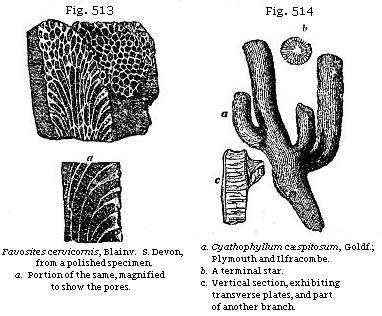 Fig. 513
a
Favosites cervicornis, Blainv. S. Devon,
from a polished specimen.
a. Portion of the same, magnified
to show the pores.
Fig. 514
b
a
c
a. Cyathophyllum cæspitosum, Goldf.;
Plymouth and Ilfracombe.
b. A terminal star.
c. Vertical section, exhibiting
transverse plates, and part
of another branch.